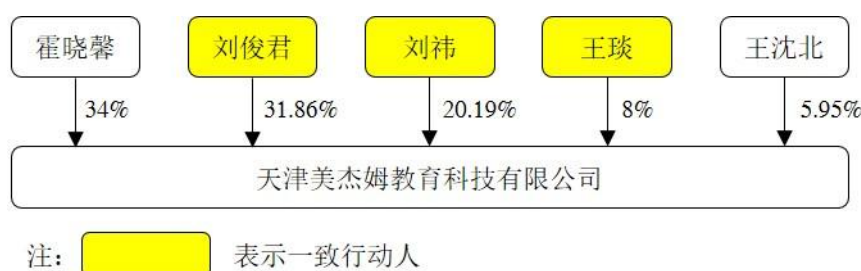 霍晓馨 刘俊君 刘祎 王琰 王沈北
34% 31.86% 20.19% 8% 5.95%
天津美杰姆教育科技有限公司
注： 表示一致行动人